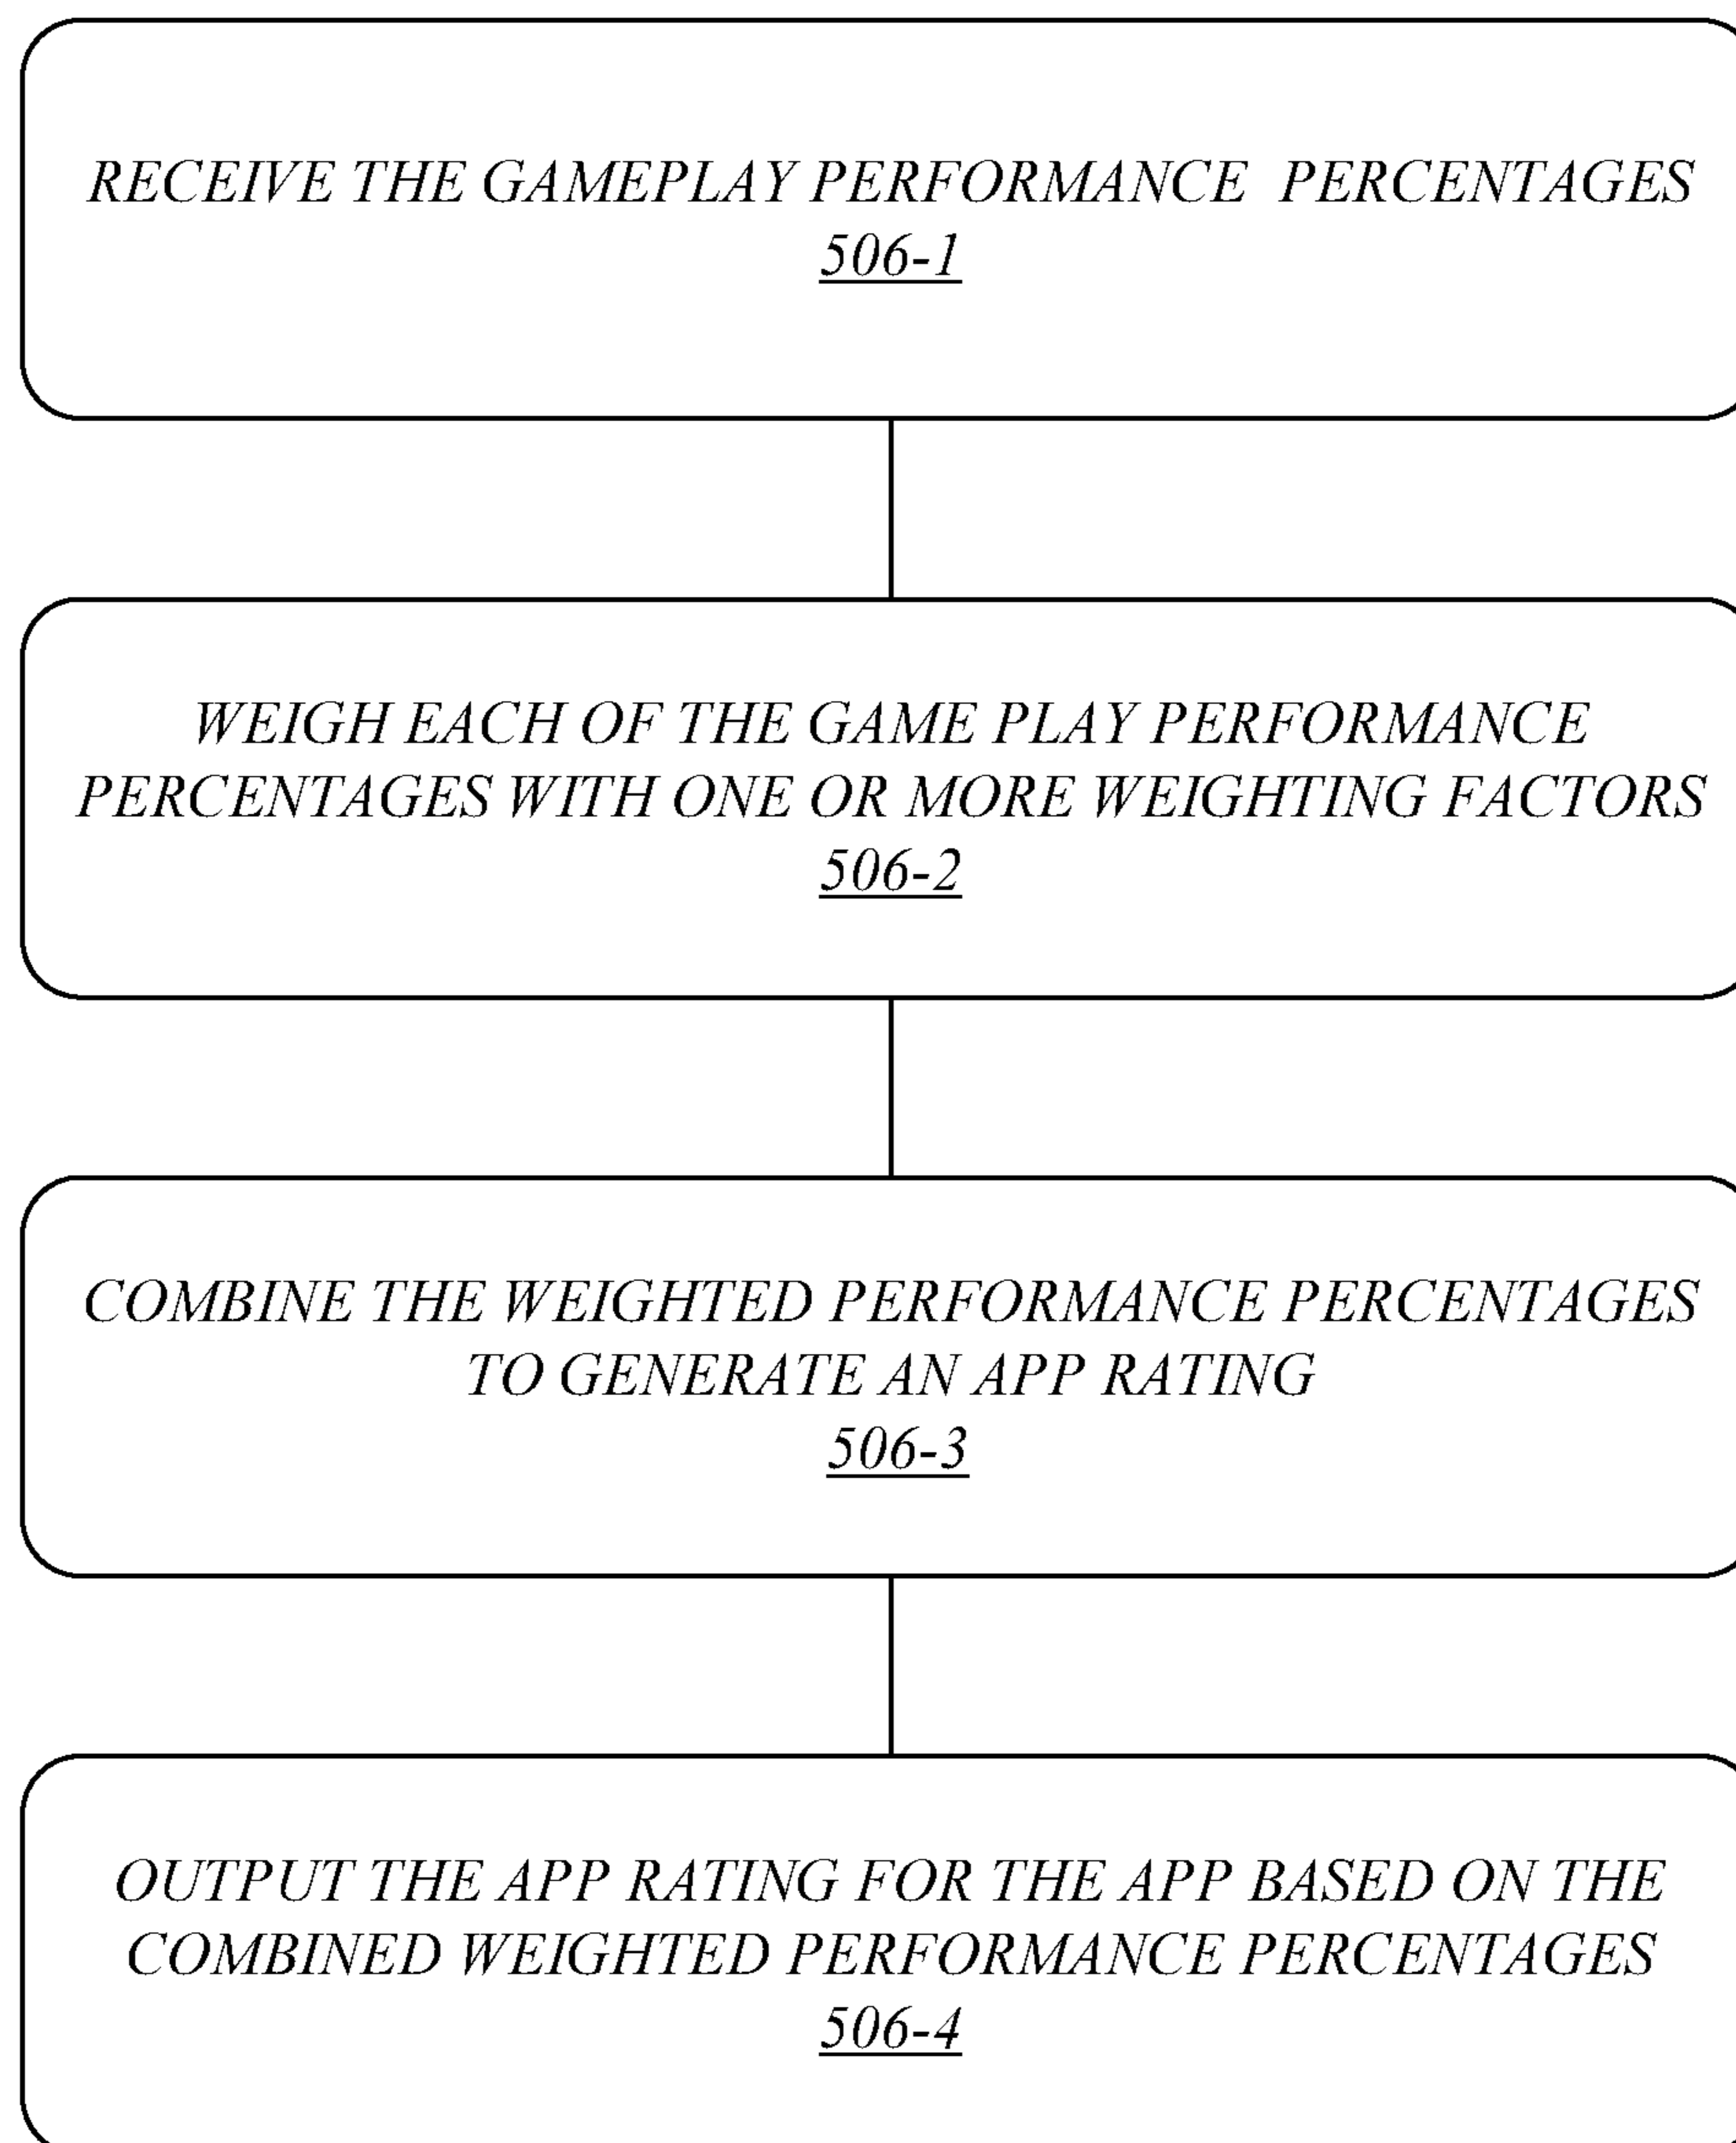 RECEIVE THE GAMEPLAY PERFORMANCE PERCENTAGES
506-1
WEIGH EACH OF THE GAME PLAY PERFORMANCE
PERCENTAGES WITH ONE OR MORE WEIGHTING FACTORS
506-2
COMBINE THE WEIGHTED PERFORMANCE PERCENTAGES
TO GENERATE AN APP RATING
506-3
OUTPUT THE APP RATING FOR THE APP BASED ON THE
COMBINED WEIGHTED PERFORMANCE PERCENTAGES
506-4